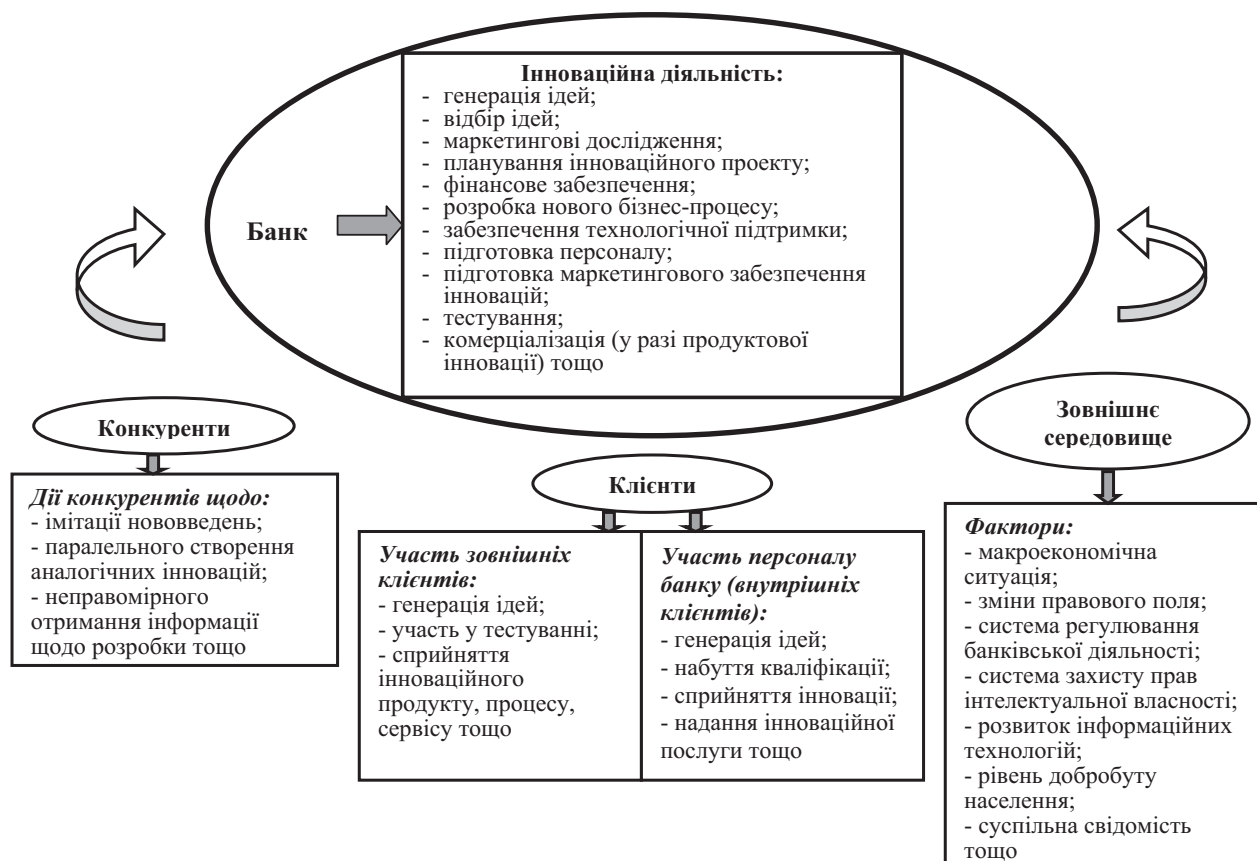 Інноваційна діяльність:
- генерація ідей;
- відбір ідей;
- маркетингові дослідження;
- планування інноваційного проекту;
- фінансове забезпечення;
- розробка нового бізнес-процесу;
- забезпечення технологічної підтримки;
- підготовка персоналу;
- підготовка маркетингового забезпечення
інновацій;
- тестування;
- комерціалізація (у разі продуктової
інновації) тощо
Банк
Конкуренти
Дії конкурентів щодо:
- імітації нововведень;
- паралельного створення
аналогічних інновацій;
- неправомірного
отримання інформації
щодо розробки тощо
Клієнти
Участь зовнішніх
клієнтів:
- генерація ідей;
- участь у тестуванні;
- сприйняття
інноваційного
продукту, процесу,
сервісу тощо
Участь персоналу
банку (внутрішніх
клієнтів):
- генерація ідей;
- набуття кваліфікації;
- сприйняття інновації;
- надання інноваційної
послуги тощо
Зовнішнє
середовище
Фактори:
- макроекономічна
ситуація;
- зміни правового поля;
- система регулювання
банківської діяльності;
- система захисту прав
інтелектуальної власності;
- розвиток інформаційних
технологій;
- рівень добробуту
населення;
- суспільна свідомість
тощо